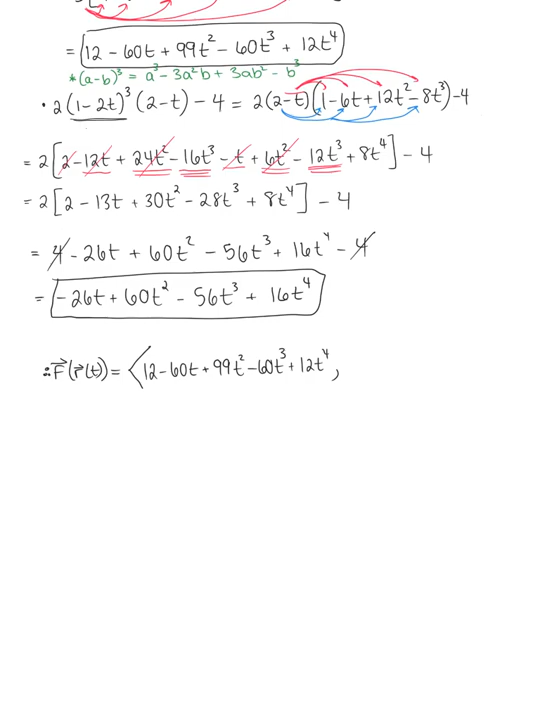 = 12 - 60t + 99t² - 60t³ + 12t⁴
*(a-b)³ = a³ - 3a²b + 3ab² - b³
• 2(1-2t)³(2-t) - 4 = 2(2-t)(1-6t+12t²-8t³)-4
= 2[2-12t + 24t² - 16t³ - t + 6t² - 12t³ + 8t⁴] - 4
= 2[2 - 13t + 30t² - 28t³ + 8t⁴] - 4
= 4 - 26t + 60t² - 56t³ + 16t⁴ - 4
= -26t + 60t² - 56t³ + 16t⁴
∴ F⃗(r⃗(t)) = ⟨12 - 60t + 99t² - 60t³ + 12t⁴,